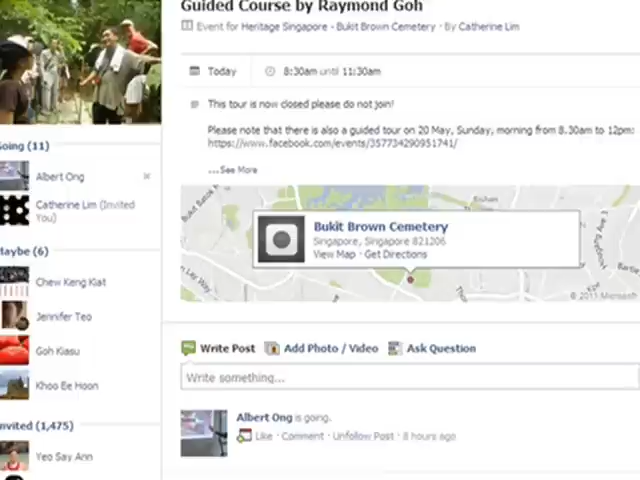 Guided Course by Raymond Goh
Event for Heritage Singapore - Bukit Brown Cemetery · By Catherine Lim
Today
8:30am until 11:30am
This tour is now closed please do not join!
Please note that there is also a guided tour on 20 May, Sunday, morning from 8.30am to 12pm:
https://www.facebook.com/events/357734290951741/
...See More
Going (11)
Albert Ong
Catherine Lim (Invited
You)
Maybe (6)
Chew Keng Kiat
Jennifer Teo
Goh Kiasu
Khoo Ee Hoon
Invited (1,475)
Yeo Say Ann
Bukit Brown Cemetery
Singapore, Singapore 821206
View Map · Get Directions
Bishan
© 2011 Microsoft
Write Post
Add Photo / Video
Ask Question
Write something...
Albert Ong is going.
Like · Comment · Unfollow Post · 8 hours ago